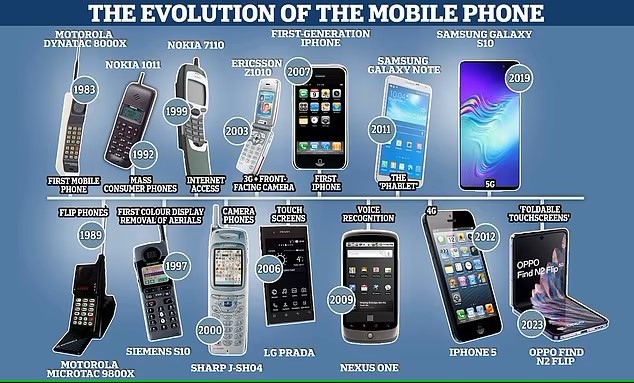 THE EVOLUTION OF THE MOBILE PHONE
MOTOROLA
DYNATAC 8000X
1983
FIRST MOBILE
PHONE
NOKIA 1011
1992
MASS
CONSUMER PHONES
NOKIA 7110
1999
INTERNET
ACCESS
ERICSSON
Z1010
2003
3G + FRONT-
FACING CAMERA
FIRST-GENERATION
IPHONE
2007
FIRST
IPHONE
SAMSUNG
GALAXY NOTE
2011
THE
'PHABLET'
SAMSUNG GALAXY
S10
2019
5G
FLIP PHONES
1989
MOTOROLA
MICROTAC 9800X
FIRST COLOUR DISPLAY
REMOVAL OF AERIALS
1997
SIEMENS S10
CAMERA
PHONES
2000
SHARP J-SH04
TOUCH
SCREENS
2006
LG PRADA
VOICE
RECOGNITION
2009
NEXUS ONE
4G
2012
IPHONE 5
'FOLDABLE
TOUCHSCREENS'
OPPO
Find N2 Flip
2023
OPPO FIND
N2 FLIP